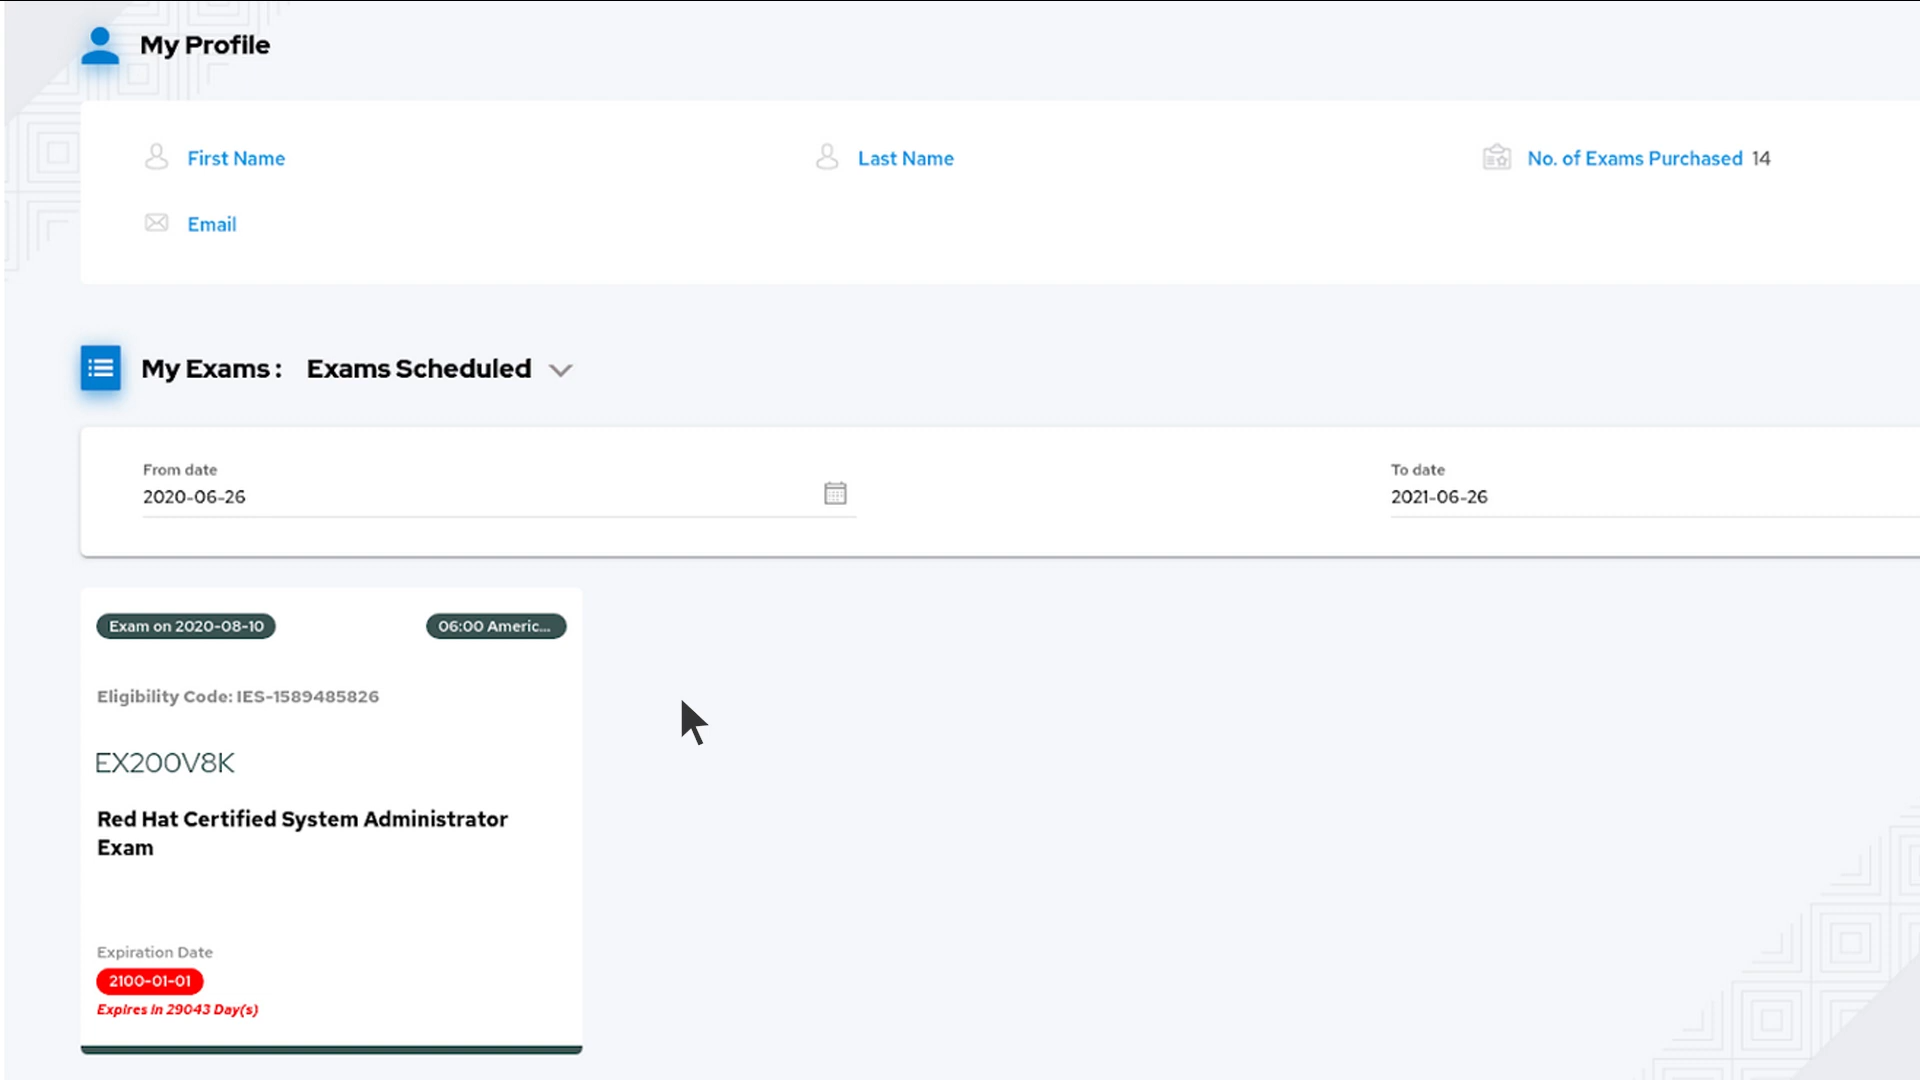 My Profile
First Name
Last Name
No. of Exams Purchased 14
Email
My Exams : Exams Scheduled
From date
2020-06-26
To date
2021-06-26
Exam on 2020-08-10
06:00 Americ...
Eligibility Code: IES-1589485826
EX200V8K
Red Hat Certified System Administrator
Exam
Expiration Date
2100-01-01
Expires in 29043 Day(s)